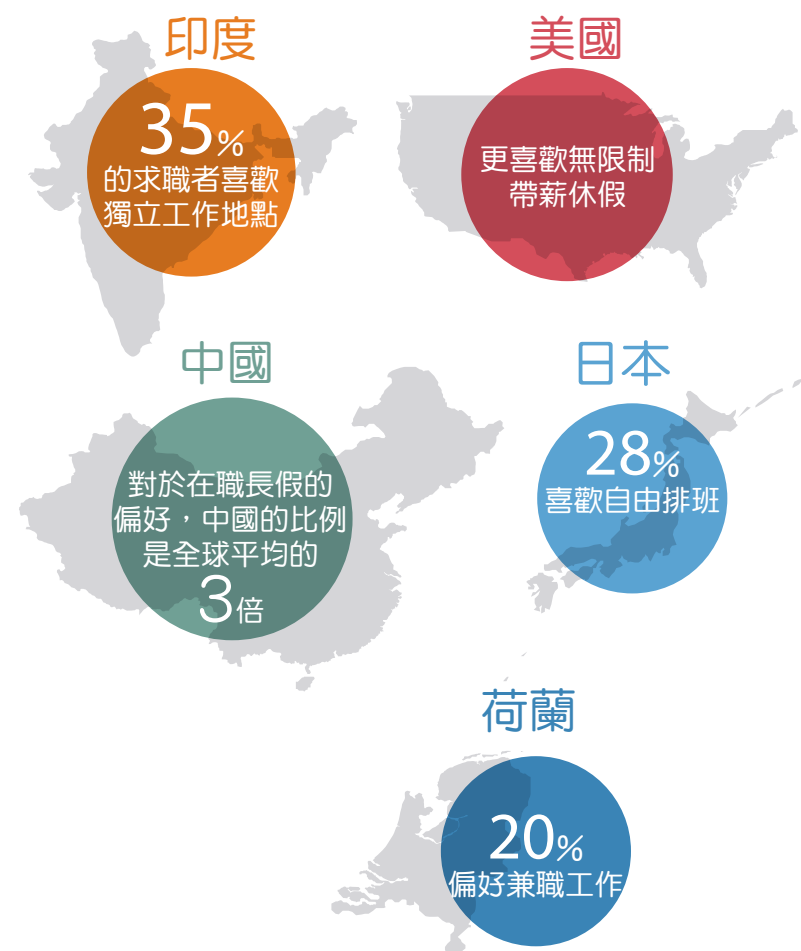 印度
35%
的求職者喜歡
獨立工作地點
美國
更喜歡無限制
帶薪休假
中國
對於在職長假的
偏好，中國的比例
是全球平均的
3倍
日本
28%
喜歡自由排班
荷蘭
20%
偏好兼職工作